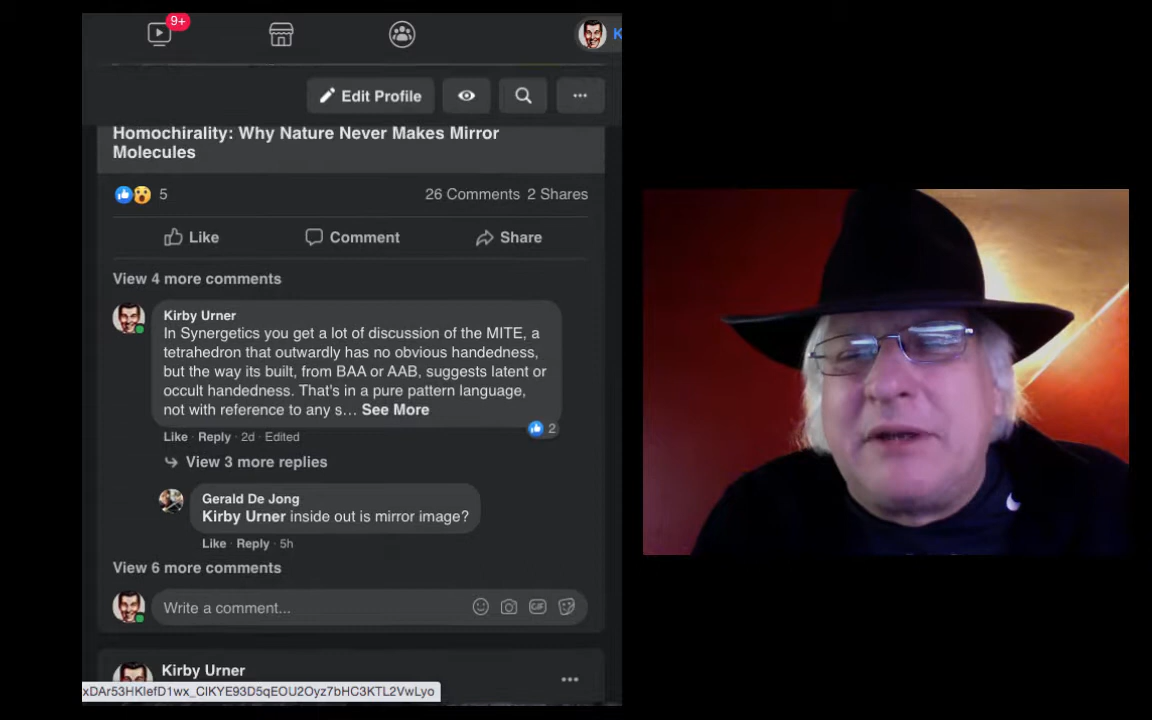 9+
K
Edit Profile
...
Homochirality: Why Nature Never Makes Mirror
Molecules
5
26 Comments 2 Shares
Like
Comment
Share
View 4 more comments
Kirby Urner
In Synergetics you get a lot of discussion of the MITE, a
tetrahedron that outwardly has no obvious handedness,
but the way its built, from BAA or AAB, suggests latent or
occult handedness. That's in a pure pattern language,
not with reference to any s... See More
2
Like · Reply · 2d · Edited
View 3 more replies
Gerald De Jong
Kirby Urner inside out is mirror image?
Like · Reply · 5h
View 6 more comments
Write a comment...
GIF
Kirby Urner
...
xDAr53HKlefD1wx_ClKYE93D5qEOU2Oyz7bHC3KTL2VwLyo